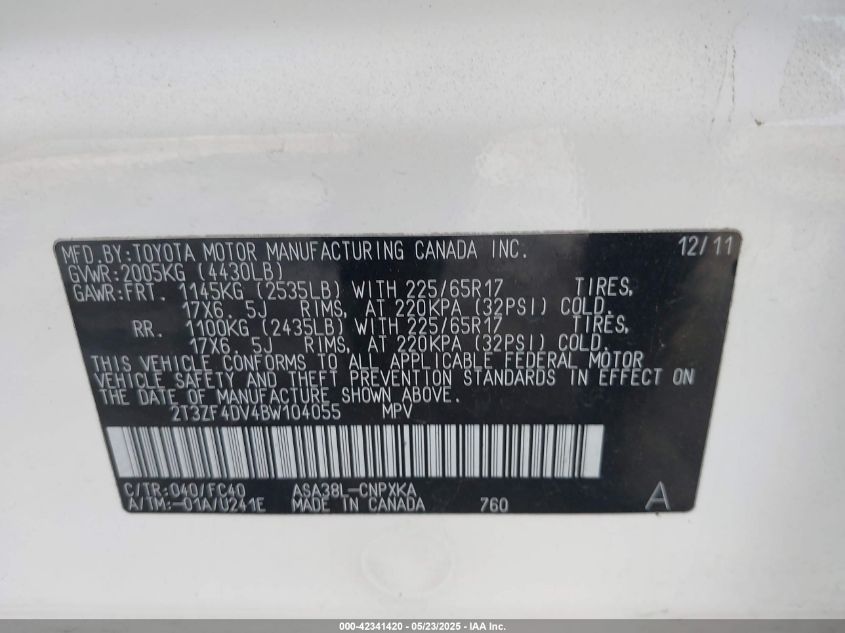 MFD. BY: TOYOTA MOTOR MANUFACTURING CANADA INC. 12/11
GVWR: 2005KG (4430LB)
GAWR: FRT. 1145KG (2535LB) WITH 225/65R17 TIRES,
17X6. 5J RIMS, AT 220KPA (32PSI) COLD.
RR. 1100KG (2435LB) WITH 225/65R17 TIRES,
17X6. 5J RIMS, AT 220KPA (32PSI) COLD.
THIS VEHICLE CONFORMS TO ALL APPLICABLE FEDERAL MOTOR
VEHICLE SAFETY AND THEFT PREVENTION STANDARDS IN EFFECT ON
THE DATE OF MANUFACTURE SHOWN ABOVE.
2T3ZF4DV4BW104055 MPV
C/TR: 040/FC40 ASA38L-CNPXKA
A/TM: -01A/U241E MADE IN CANADA 760 A
000-42341420 - 05/23/2025 - IAA Inc.